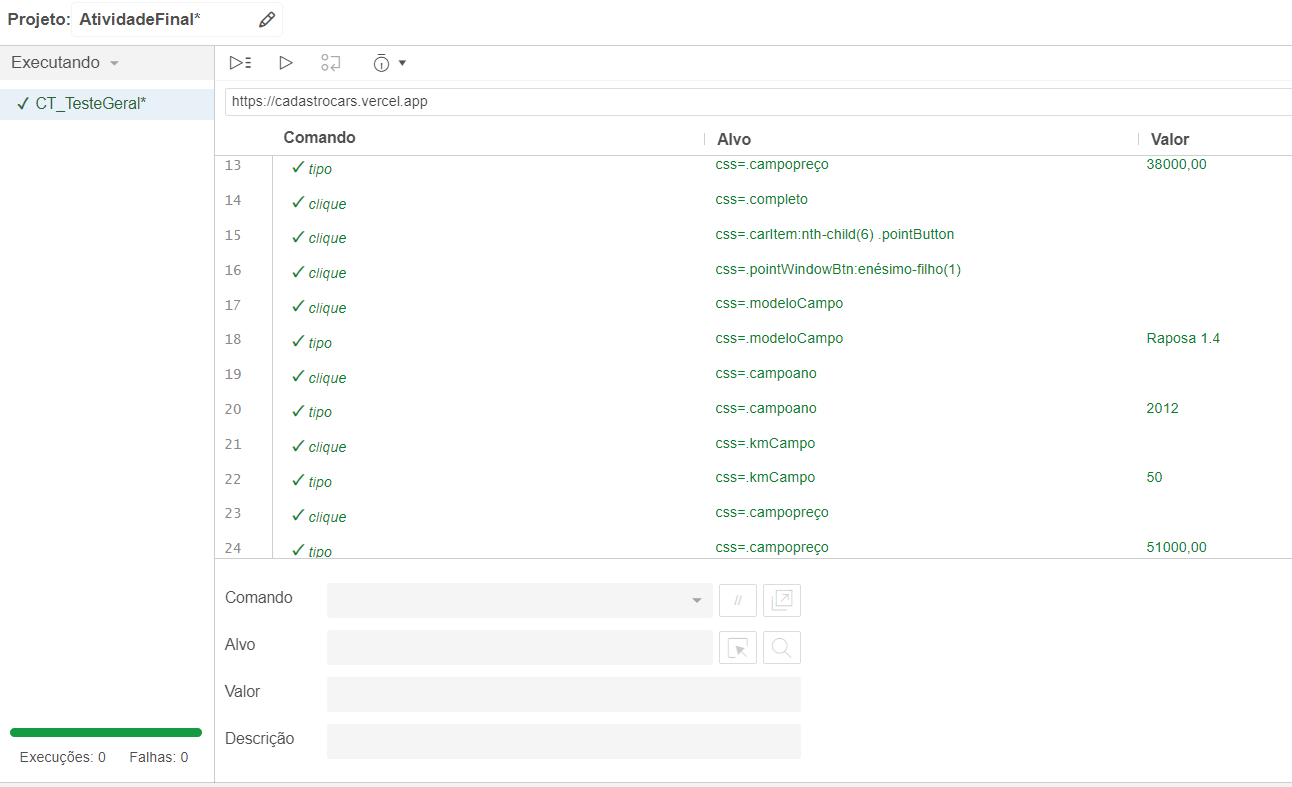 Projeto: AtividadeFinal*
Executando
✓ CT_TesteGeral*
https://cadastrocars.vercel.app
Comando Alvo Valor
13 ✓ tipo css=.campopreço 38000,00
14 ✓ clique css=.completo
15 ✓ clique css=.carItem:nth-child(6) .pointButton
16 ✓ clique css=.pointWindowBtn:enésimo-filho(1)
17 ✓ clique css=.modeloCampo
18 ✓ tipo css=.modeloCampo Raposa 1.4
19 ✓ clique css=.campoano
20 ✓ tipo css=.campoano 2012
21 ✓ clique css=.kmCampo
22 ✓ tipo css=.kmCampo 50
23 ✓ clique css=.campopreço
24 ✓ tipo css=.campopreço 51000,00
Comando //
Alvo
Valor
Descrição
Execuções: 0 Falhas: 0